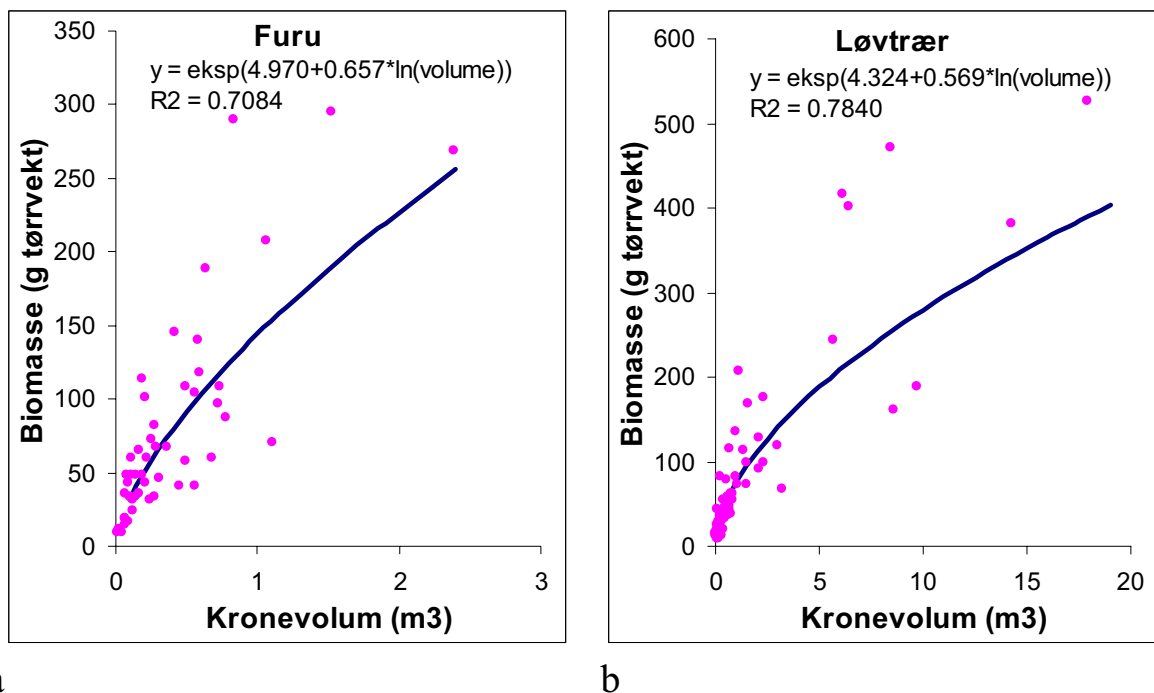 Furu
y = eksp(4.970+0.657*ln(volume))
R2 = 0.7084
Biomasse (g tørrvekt)
350
300
250
200
150
100
50
0
0 1 2 3
Kronevolum (m3)
a
Løvtrær
y = eksp(4.324+0.569*ln(volume))
R2 = 0.7840
Biomasse (g tørrvekt)
600
500
400
300
200
100
0
0 5 10 15 20
Kronevolum (m3)
b